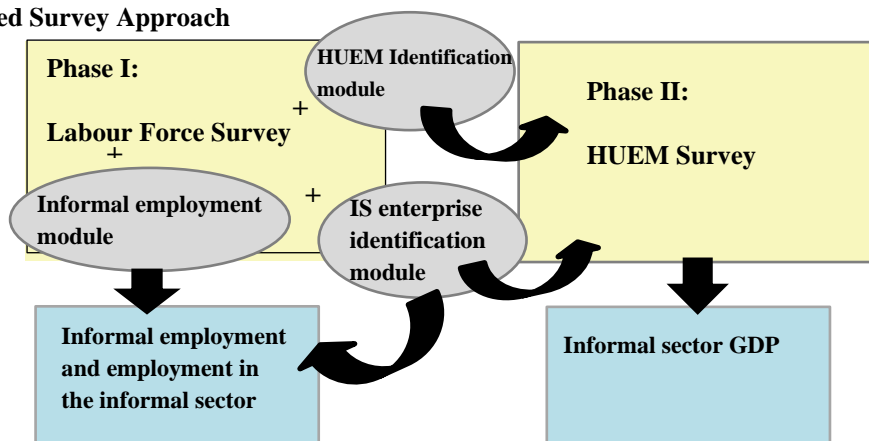 ed Survey Approach
Phase I:
Labour Force Survey
+
+
+
HUEM Identification
module
Phase II:
HUEM Survey
Informal employment
module
IS enterprise
identification
module
Informal employment
and employment in
the informal sector
Informal sector GDP